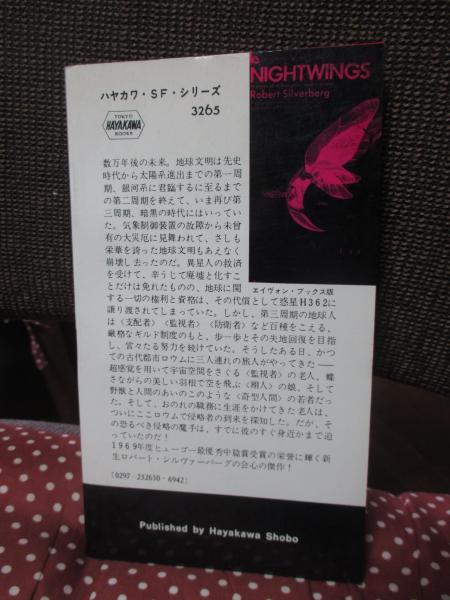 ハヤカワ・SF・シリーズ
3265
TOKYO
HAYAKAWA
BOOKS
NIGHTWINGS
Robert Silverberg
エイヴォン・ブックス版
数万年後の未来。地球文明は先史
時代から太陽系進出までの第一周
期、銀河系に君臨するに至るまで
の第二周期を終えて、いま再び第
三周期、暗黒の時代にはいってい
た。気象制御装置の故障から未曾
有の大災厄に見舞われて、さしも
栄華を誇った地球文明もあえなく
崩壊し去ったのだ。異星人の救済
を受けて、辛うじて廃墟と化すこ
とだけは免れたものの、地球に関
する一切の権利と資格は、その代償として惑星H362に
譲り渡されてしまっていた。しかし、第三周期の地球人
は〈支配者〉〈監視者〉〈防衛者〉など百種をこえる、
厳格なギルド制度のもと、歩一歩とその失地回復を目指
し、営々たる努力を続けていた。そうしたある日、かつ
ての古代都市ロウムに三人連れの旅人がやってきた――
超感覚を用いて宇宙空間をさぐる〈監視者〉の老人、蝶
さながらの美しい羽根で空を飛ぶ〈翔人〉の娘、そして
野獣と人間のあいのこのような〈奇型人間〉の若者だっ
た。そして、おのれの職務に生涯をかけてきた老人は、
ついにここロウムで侵略者の到来を探知した。だが、そ
の恐るべき侵略の魔手は、すでに彼のすぐ身近かまで迫
っていたのだ！
1969年度ヒューゴー最優秀中篇賞受賞の栄誉に輝く新
生ロバート・シルヴァーバーグの会心の傑作！
[0297-232650-6942]
Published by Hayakawa Shobo